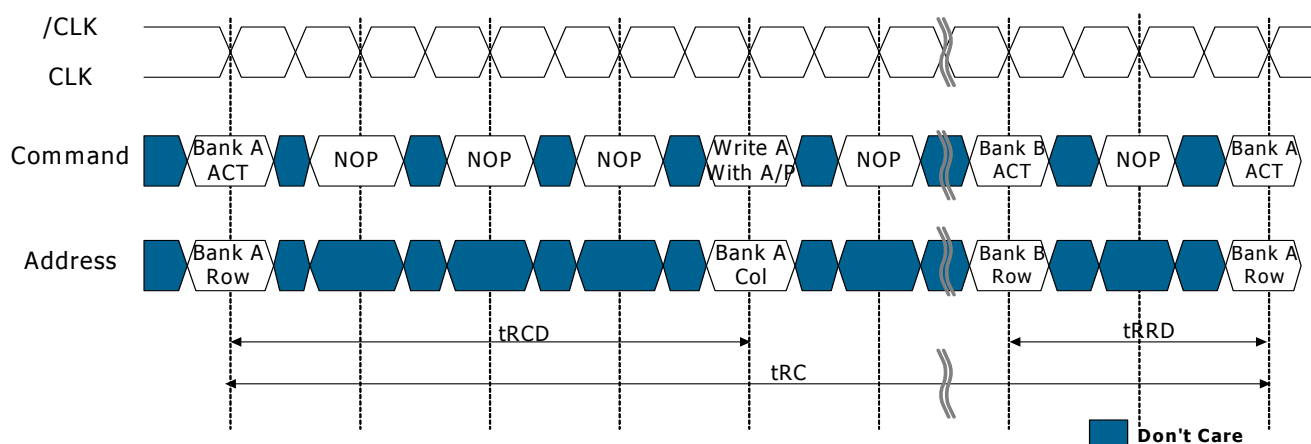 /CLK
CLK
Command
Bank A
ACT
NOP
NOP
NOP
Write A
With A/P
NOP
Bank B
ACT
NOP
Bank A
ACT
Address
Bank A
Row
Bank A
Col
Bank B
Row
Bank A
Row
tRCD
tRRD
tRC
Don't Care